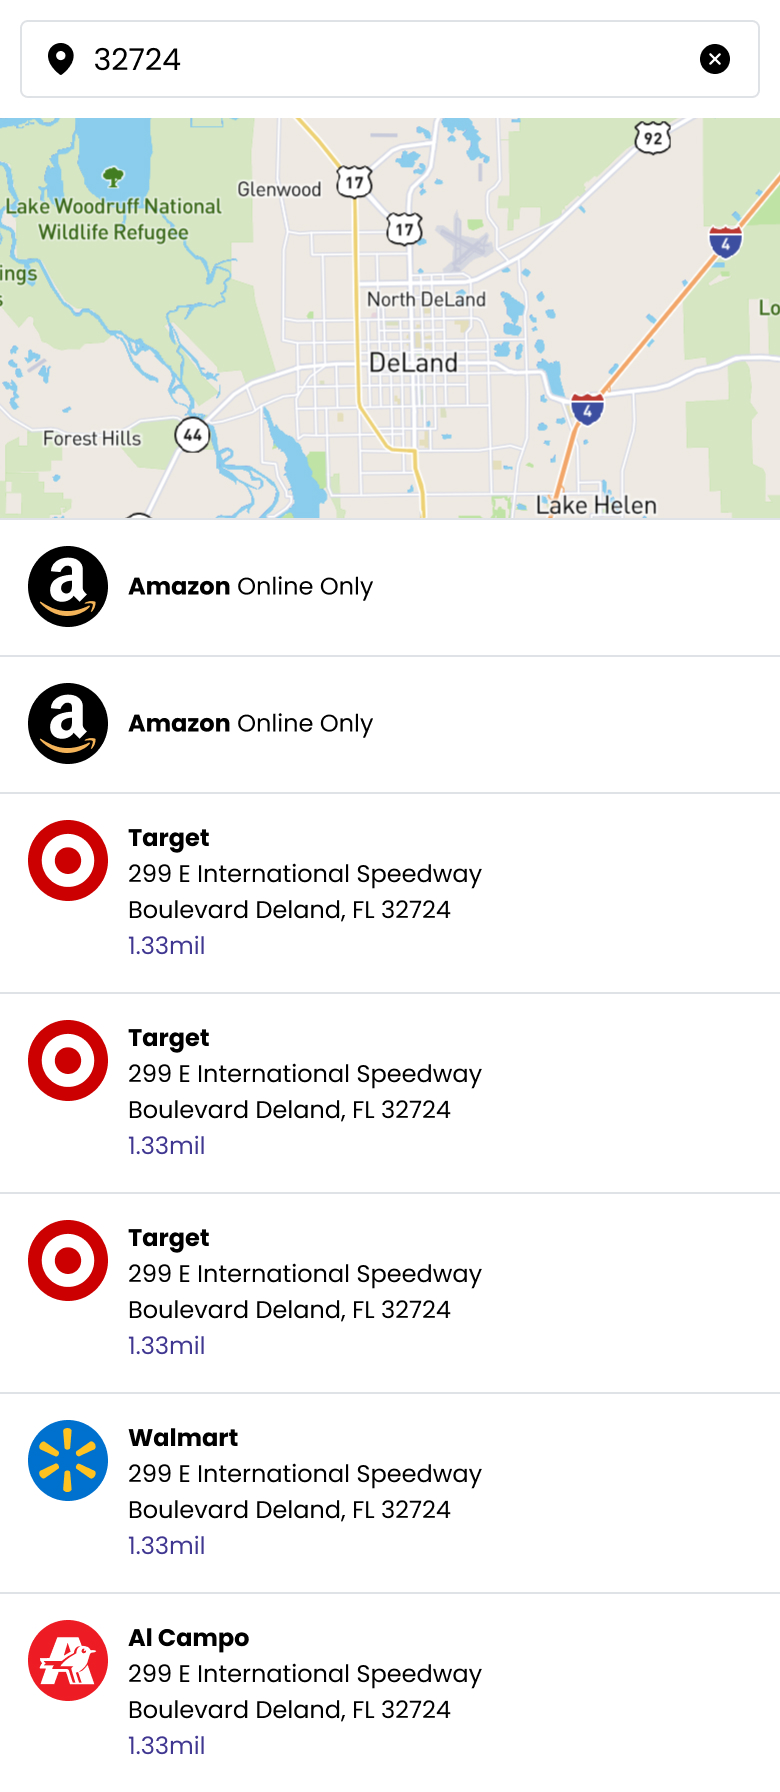 32724
92
17
Glenwood
Lake Woodruff National
Wildlife Refugee
17
4
ings
North DeLand
Lo
DeLand
4
Forest Hills
44
Lake Helen
a
Amazon Online Only
a
Amazon Online Only
Target
299 E International Speedway
Boulevard Deland, FL 32724
1.33mil
Target
299 E International Speedway
Boulevard Deland, FL 32724
1.33mil
Target
299 E International Speedway
Boulevard Deland, FL 32724
1.33mil
Walmart
299 E International Speedway
Boulevard Deland, FL 32724
1.33mil
A
Al Campo
299 E International Speedway
Boulevard Deland, FL 32724
1.33mil